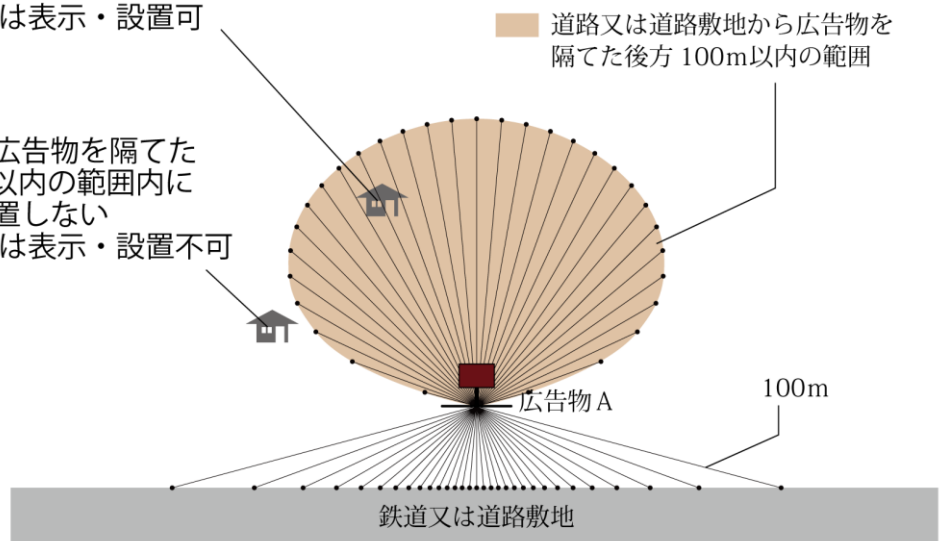 は表示・設置可
道路又は道路敷地から広告物を
隔てた後方 100m以内の範囲
広告物を隔てた
以内の範囲内に
置しない
は表示・設置不可
広告物A
100m
鉄道又は道路敷地